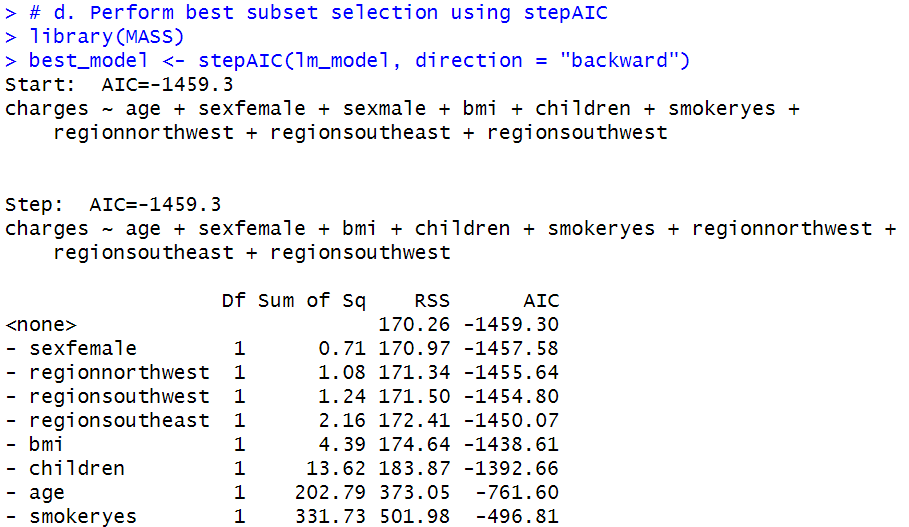 > # d. Perform best subset selection using stepAIC
> library(MASS)
> best_model <- stepAIC(lm_model, direction = "backward")
Start:  AIC=-1459.3
charges ~ age + sexfemale + sexmale + bmi + children + smokeryes +
    regionnorthwest + regionsoutheast + regionsouthwest
Step:  AIC=-1459.3
charges ~ age + sexfemale + bmi + children + smokeryes + regionnorthwest +
    regionsoutheast + regionsouthwest
                  Df Sum of Sq    RSS      AIC
<none>                         170.26 -1459.30
- sexfemale        1      0.71 170.97 -1457.58
- regionnorthwest  1      1.08 171.34 -1455.64
- regionsouthwest  1      1.24 171.50 -1454.80
- regionsoutheast  1      2.16 172.41 -1450.07
- bmi              1      4.39 174.64 -1438.61
- children         1     13.62 183.87 -1392.66
- age              1    202.79 373.05  -761.60
- smokeryes        1    331.73 501.98  -496.81